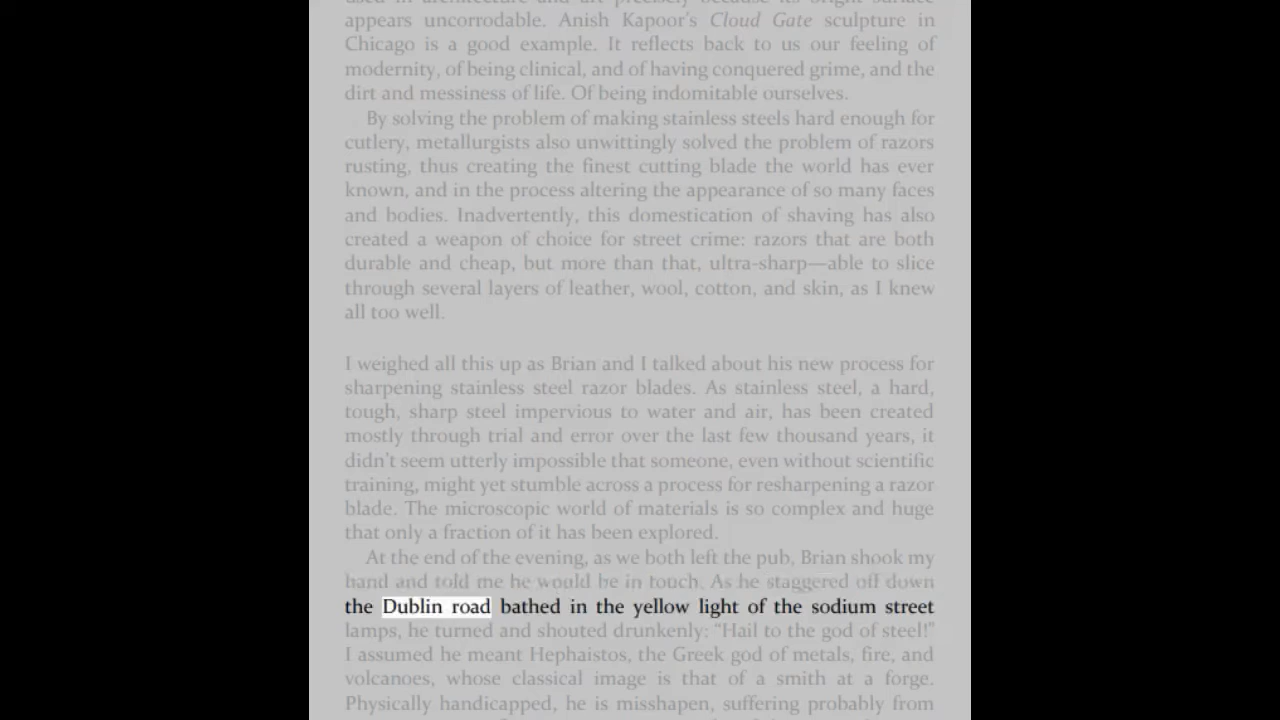 appears uncorrodable. Anish Kapoor's Cloud Gate sculpture in
Chicago is a good example. It reflects back to us our feeling of
modernity, of being clinical, and of having conquered grime, and the
dirt and messiness of life. Of being indomitable ourselves.
By solving the problem of making stainless steels hard enough for
cutlery, metallurgists also unwittingly solved the problem of razors
rusting, thus creating the finest cutting blade the world has ever
known, and in the process altering the appearance of so many faces
and bodies. Inadvertently, this domestication of shaving has also
created a weapon of choice for street crime: razors that are both
durable and cheap, but more than that, ultra-sharp—able to slice
through several layers of leather, wool, cotton, and skin, as I knew
all too well.
I weighed all this up as Brian and I talked about his new process for
sharpening stainless steel razor blades. As stainless steel, a hard,
tough, sharp steel impervious to water and air, has been created
mostly through trial and error over the last few thousand years, it
didn't seem utterly impossible that someone, even without scientific
training, might yet stumble across a process for resharpening a razor
blade. The microscopic world of materials is so complex and huge
that only a fraction of it has been explored.
At the end of the evening, as we both left the pub, Brian shook my
hand and told me he would be in touch. As he staggered off down
the Dublin road bathed in the yellow light of the sodium street
lamps, he turned and shouted drunkenly: “Hail to the god of steel!”
I assumed he meant Hephaistos, the Greek god of metals, fire, and
volcanoes, whose classical image is that of a smith at a forge.
Physically handicapped, he is misshapen, suffering probably from